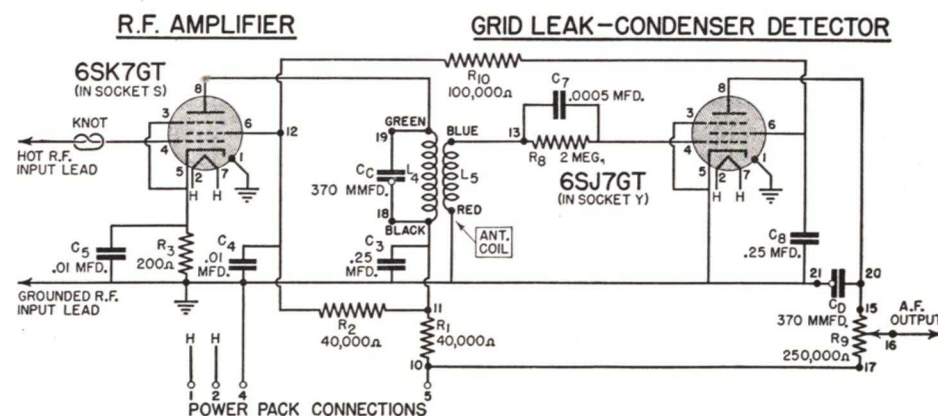 R.F. AMPLIFIER
GRID LEAK—CONDENSER DETECTOR
6SK7GT
(IN SOCKET S)
8
KNOT
3
4
6
12
5
2
7
1
H
H
HOT R.F.
INPUT LEAD
R10
100,000Ω
C7
.0005 MFD.
13
R8
2 MEG.
6SJ7GT
(IN SOCKET Y)
8
3
4
6
5
2
7
1
H
H
GREEN
19
CC
370 MMFD.
L4
18
BLACK
BLUE
L5
RED
ANT.
COIL
C5
.01 MFD.
R3
200Ω
C4
.01
MFD.
C3
.25
MFD.
C8
.25 MFD.
GROUNDED R.F.
INPUT LEAD
R2
40,000Ω
11
R1
40,000Ω
10
21
20
CD
370 MMFD.
15
R9
250,000Ω
16
17
A.F.
OUTPUT
H
H
1
2
4
5
POWER PACK CONNECTIONS